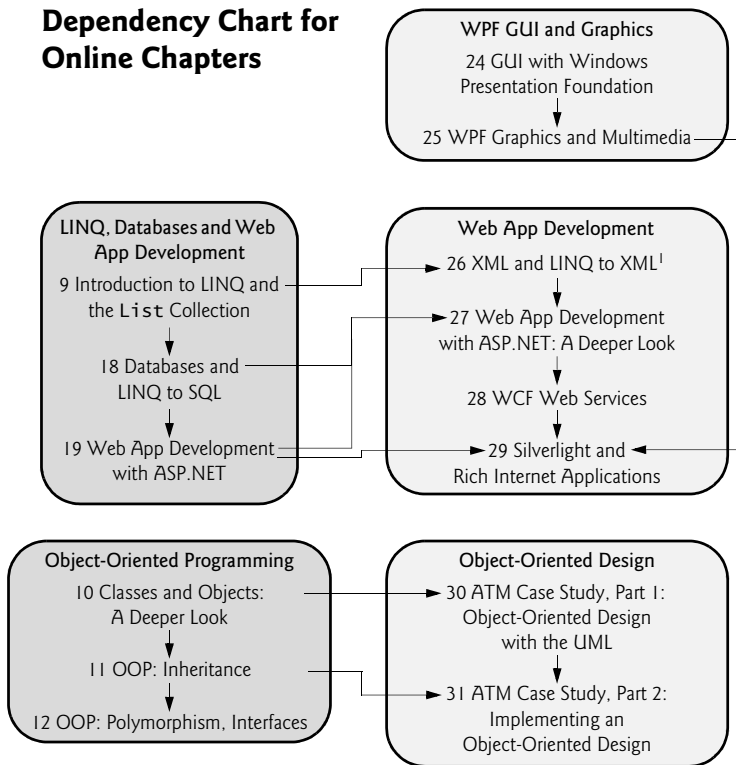 Dependency Chart for
Online Chapters
WPF GUI and Graphics
24 GUI with Windows
Presentation Foundation
25 WPF Graphics and Multimedia
LINQ, Databases and Web
App Development
9 Introduction to LINQ and
the List Collection
18 Databases and
LINQ to SQL
19 Web App Development
with ASP.NET
Web App Development
26 XML and LINQ to XML¹
27 Web App Development
with ASP.NET: A Deeper Look
28 WCF Web Services
29 Silverlight and
Rich Internet Applications
Object-Oriented Programming
10 Classes and Objects:
A Deeper Look
11 OOP: Inheritance
12 OOP: Polymorphism, Interfaces
Object-Oriented Design
30 ATM Case Study, Part 1:
Object-Oriented Design
with the UML
31 ATM Case Study, Part 2:
Implementing an
Object-Oriented Design